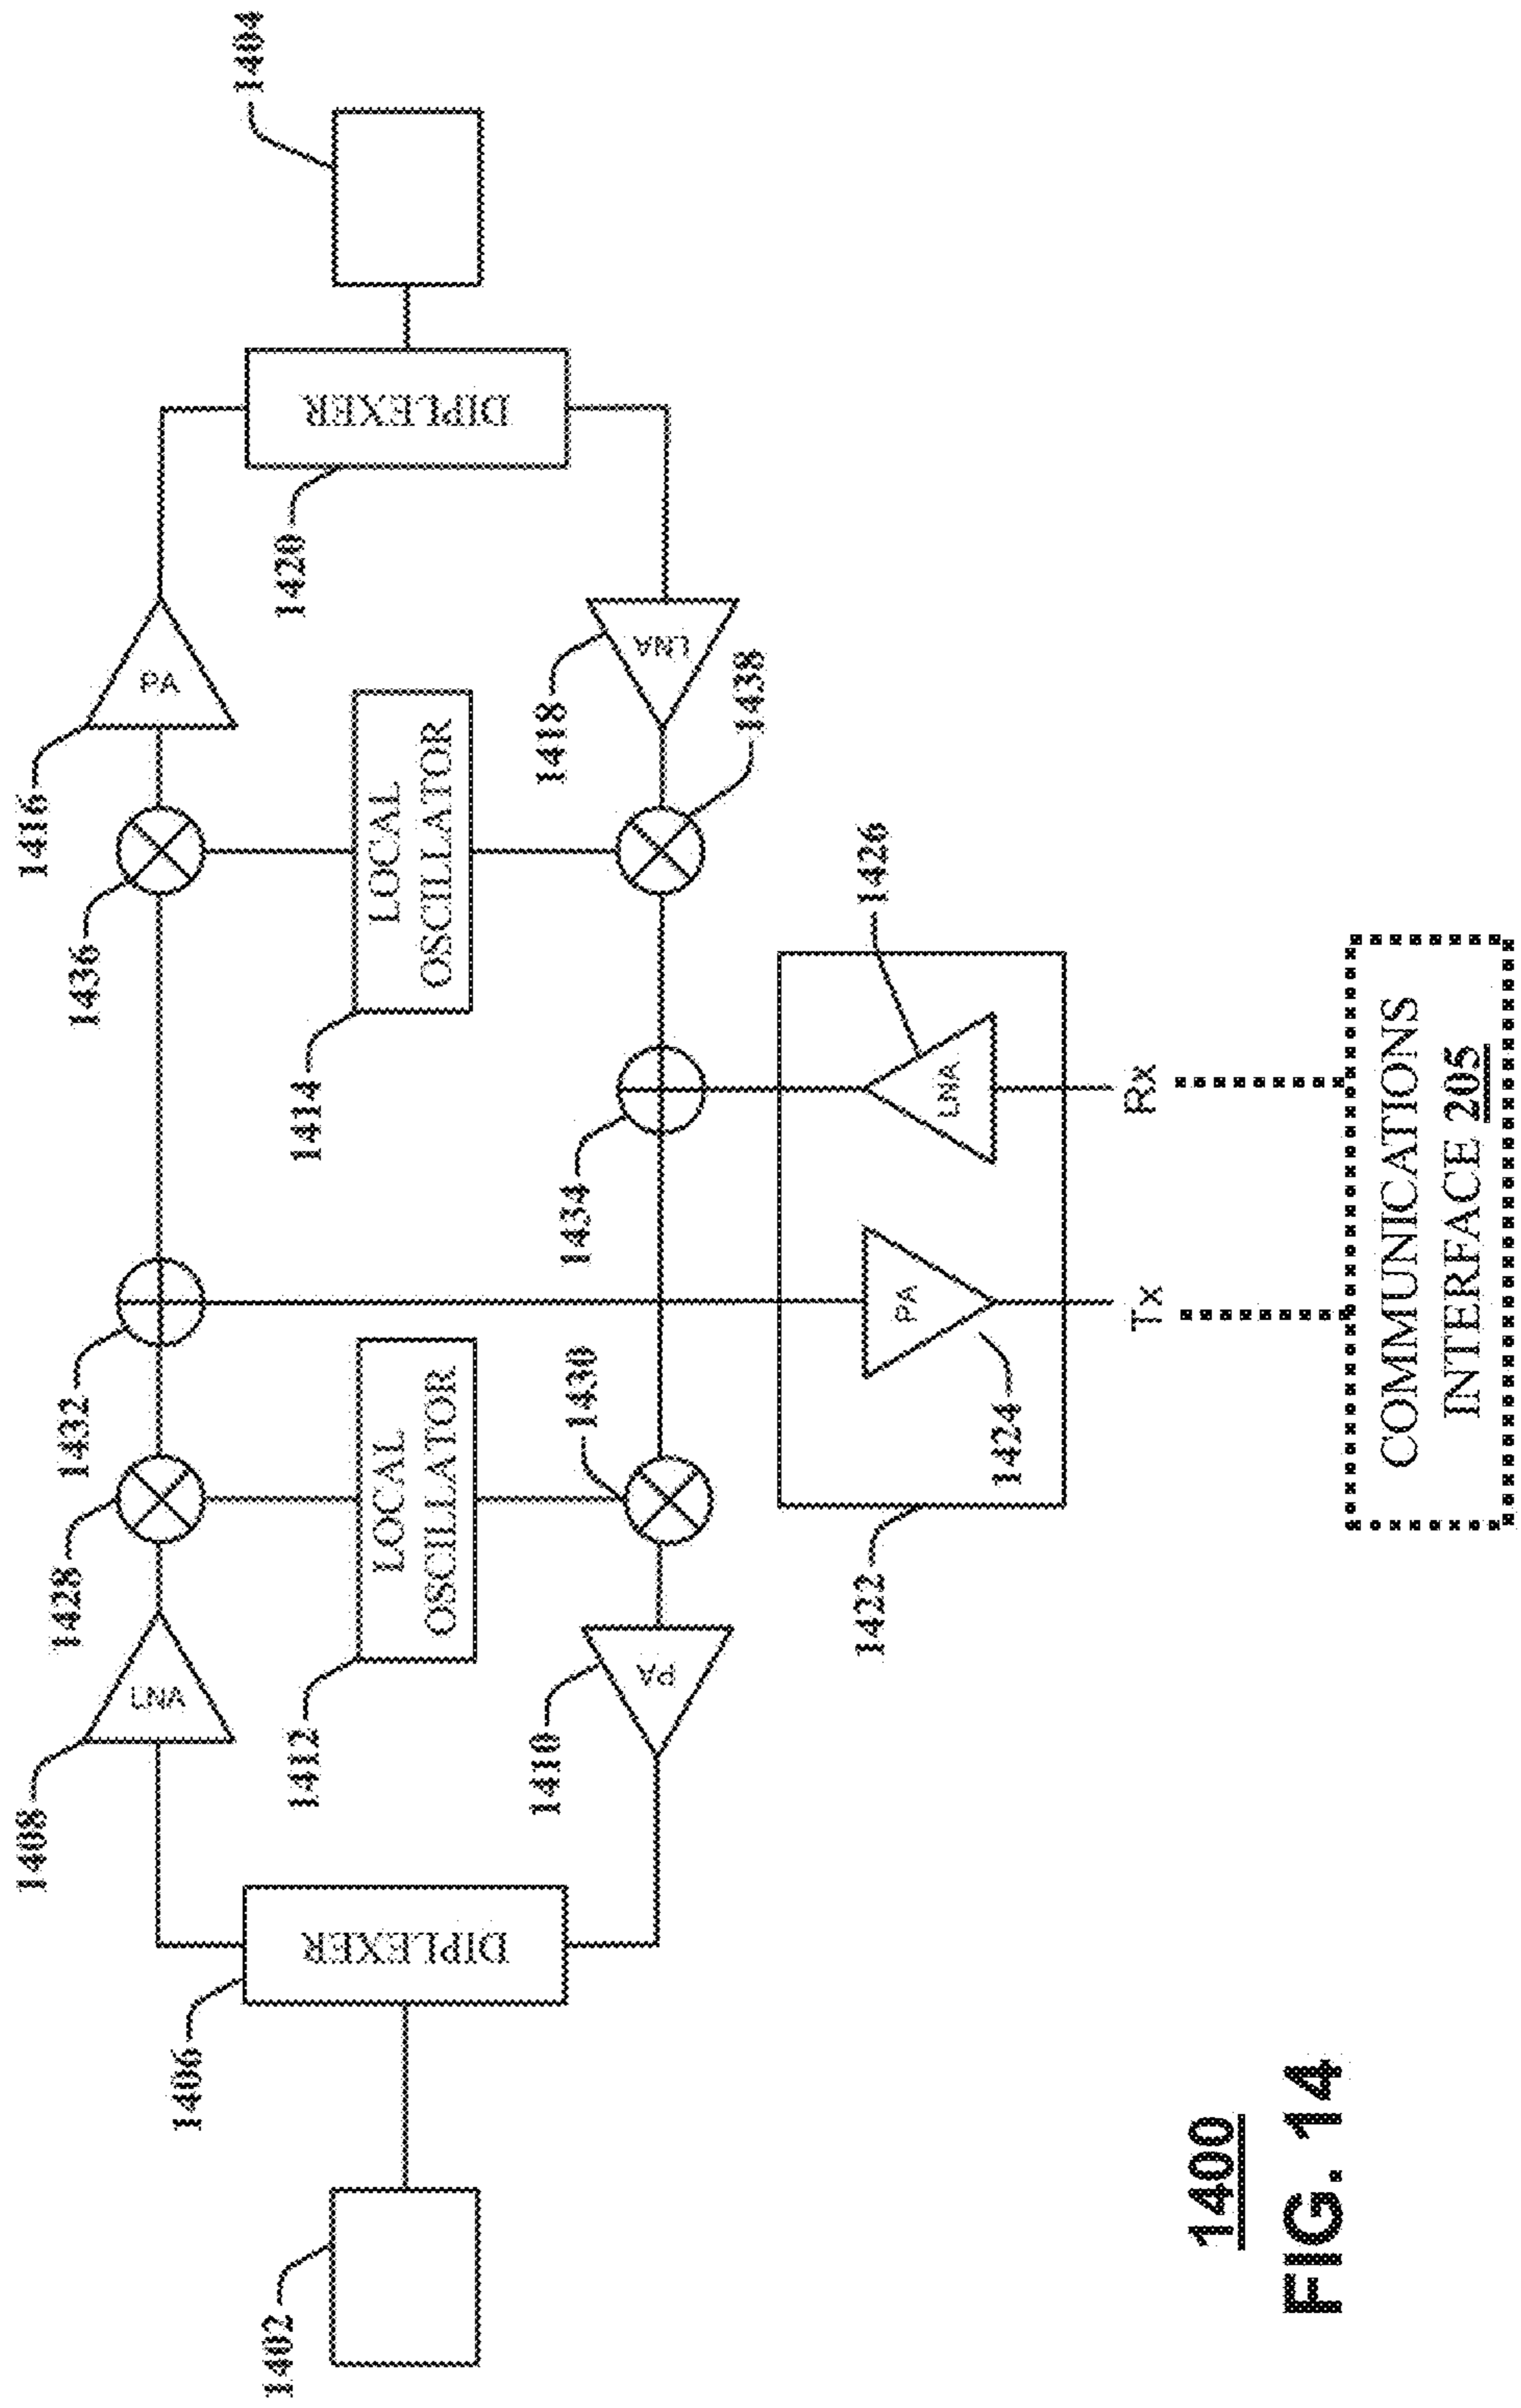 1404
1416
PA
DIPLEXER
1420
1436
LOCAL
OSCILLATOR
1418
LNA
1438
1414
1426
LNA
Rx
1432
1434
1428
LOCAL
OSCILLATOR
1430
PA
Tx
1424
1408
LNA
1412
1410
PA
1422
COMMUNICATIONS
INTERFACE 205
DIPLEXER
1406
1402
1400
FIG. 14